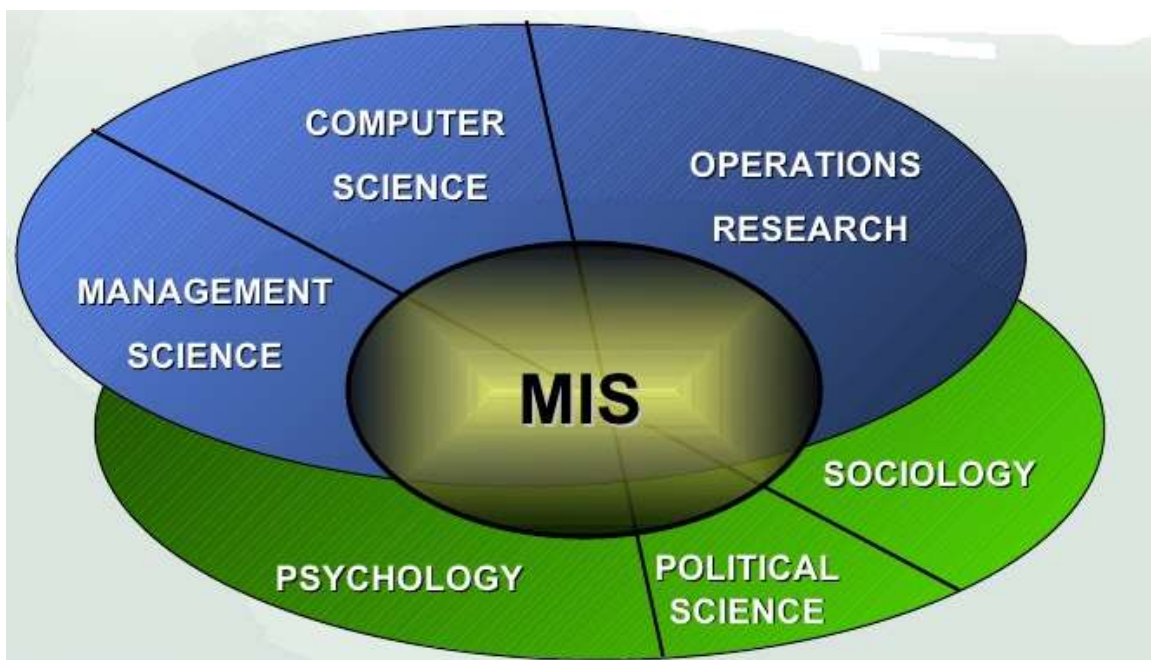 COMPUTER
SCIENCE
OPERATIONS
RESEARCH
MANAGEMENT
SCIENCE
MIS
SOCIOLOGY
PSYCHOLOGY
POLITICAL
SCIENCE